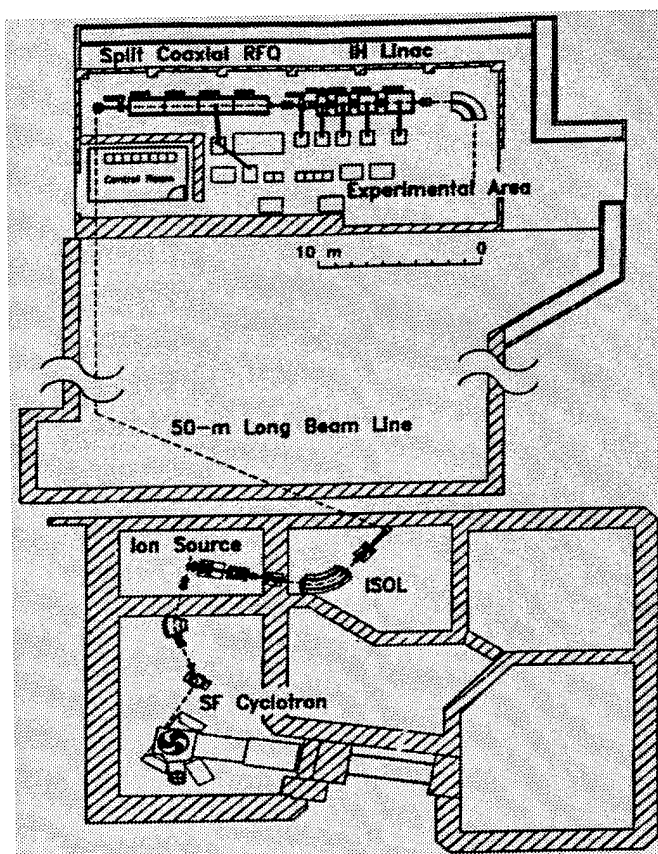 Split Coaxial RFQ IH Linac
Control Room
Experimental Area
10 m 0
50-m Long Beam Line
Ion Source
ISOL
SF Cyclotron